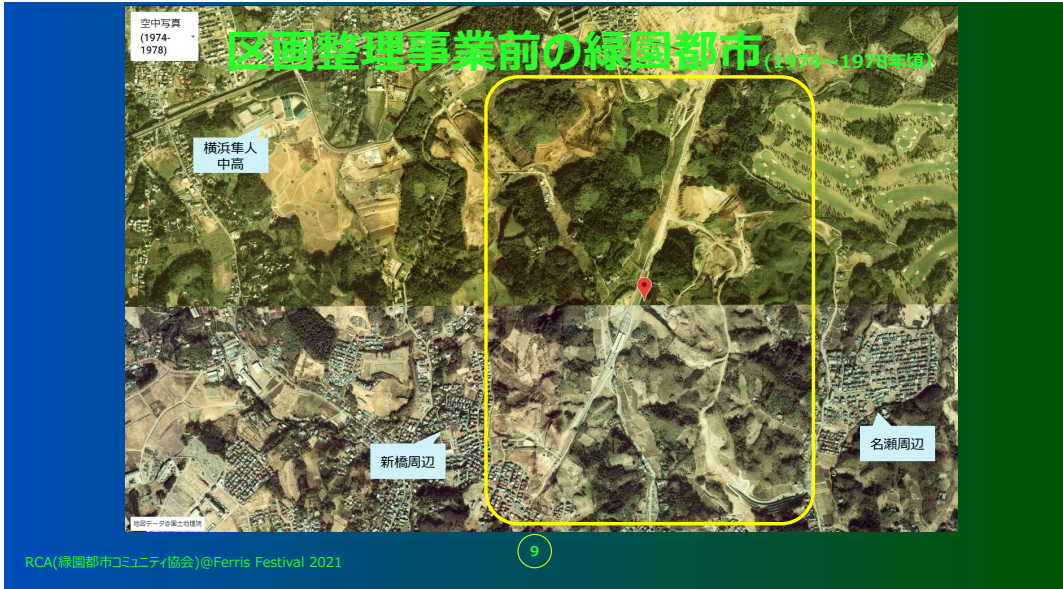 空中写真
(1974-
1978)
区画整理事業前の緑園都市(1974～1978年頃)
横浜隼人
中高
新橋周辺
名瀬周辺
地図データ@国土地理院
RCA(緑園都市コミュニティ協会)@Ferris Festival 2021
9